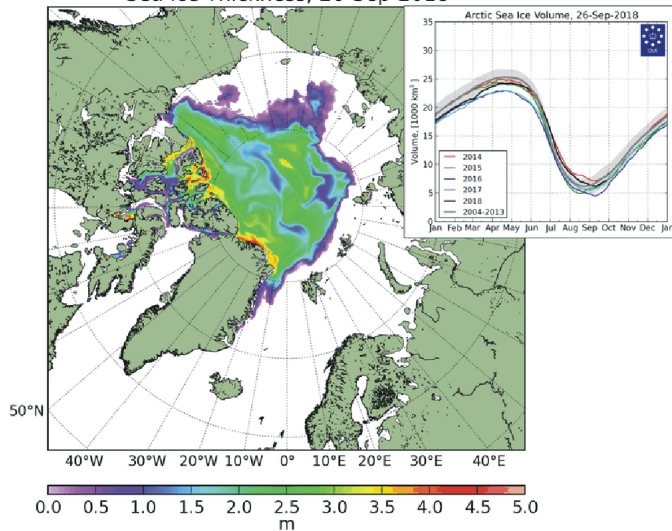 Sea Ice Thickness, 26-Sep-2018
Arctic Sea Ice Volume, 26-Sep-2018
DMI
Volume, [1000 km³]
35
30
25
20
15
10
5
0
2014
2015
2016
2017
2018
2004-2013
Jan Feb Mar Apr May Jun Jul Aug Sep Oct Nov Dec Jan
50°N
40°W 30°W 20°W 10°W 0° 10°E 20°E 30°E 40°E
0.0 0.5 1.0 1.5 2.0 2.5 3.0 3.5 4.0 4.5 5.0
m